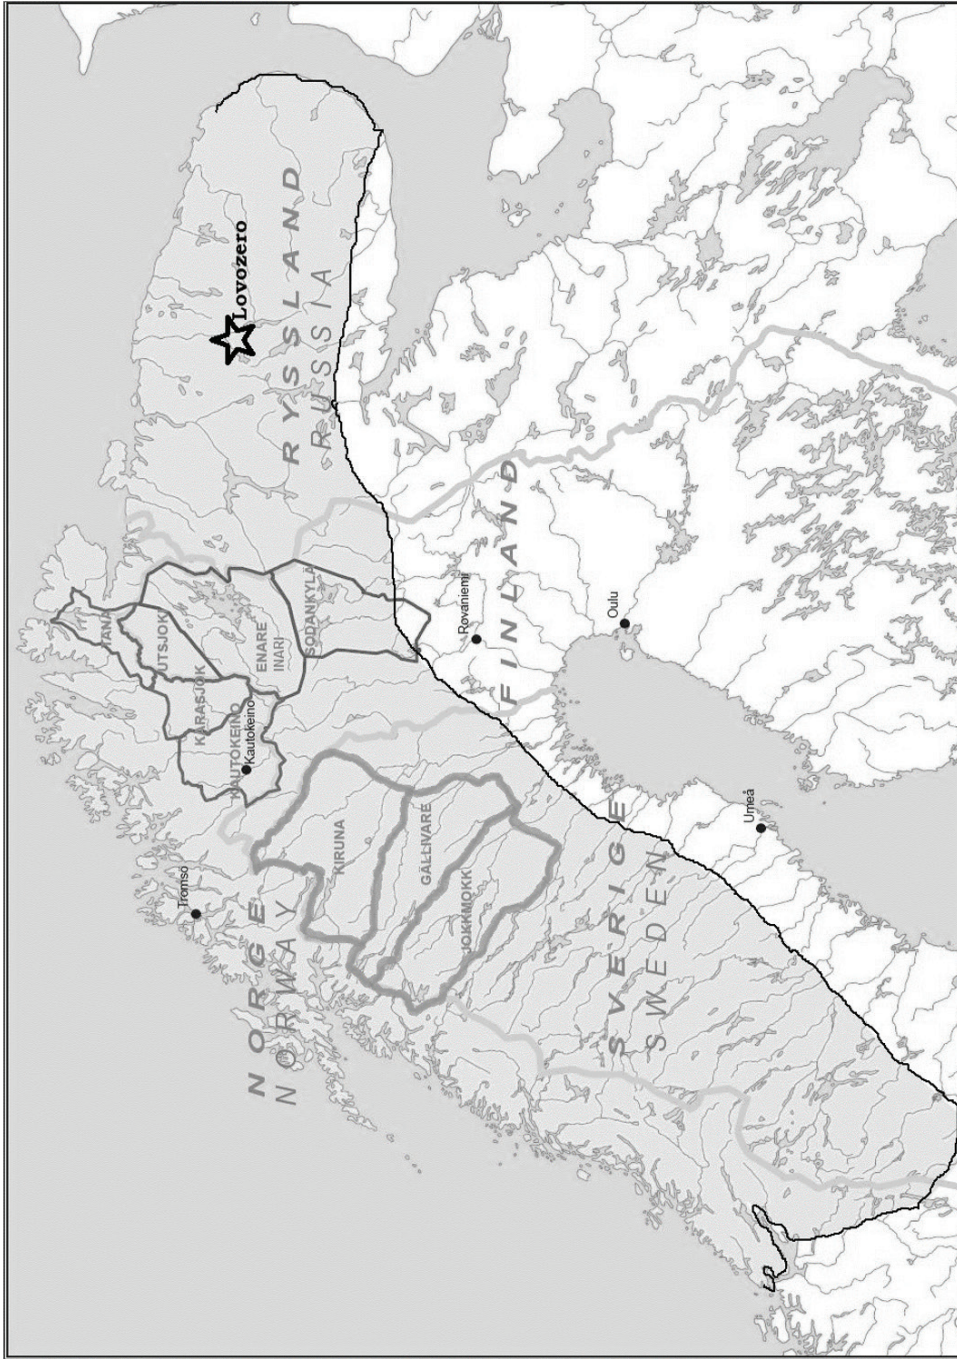 NORGE
NORWAY
SVERIGE
SWEDEN
FINLAND
RYSSLAND
RUSSIA
Lovozero
Tromsø
TANA
UTSJOK
KARASJOK
KAUTOKEINO
Kautokeino
ENARE
INARI
SODANKYLÄ
KIRUNA
GÄLLIVARE
JOKKMOKK
Rovaniemi
Oulu
Umeå